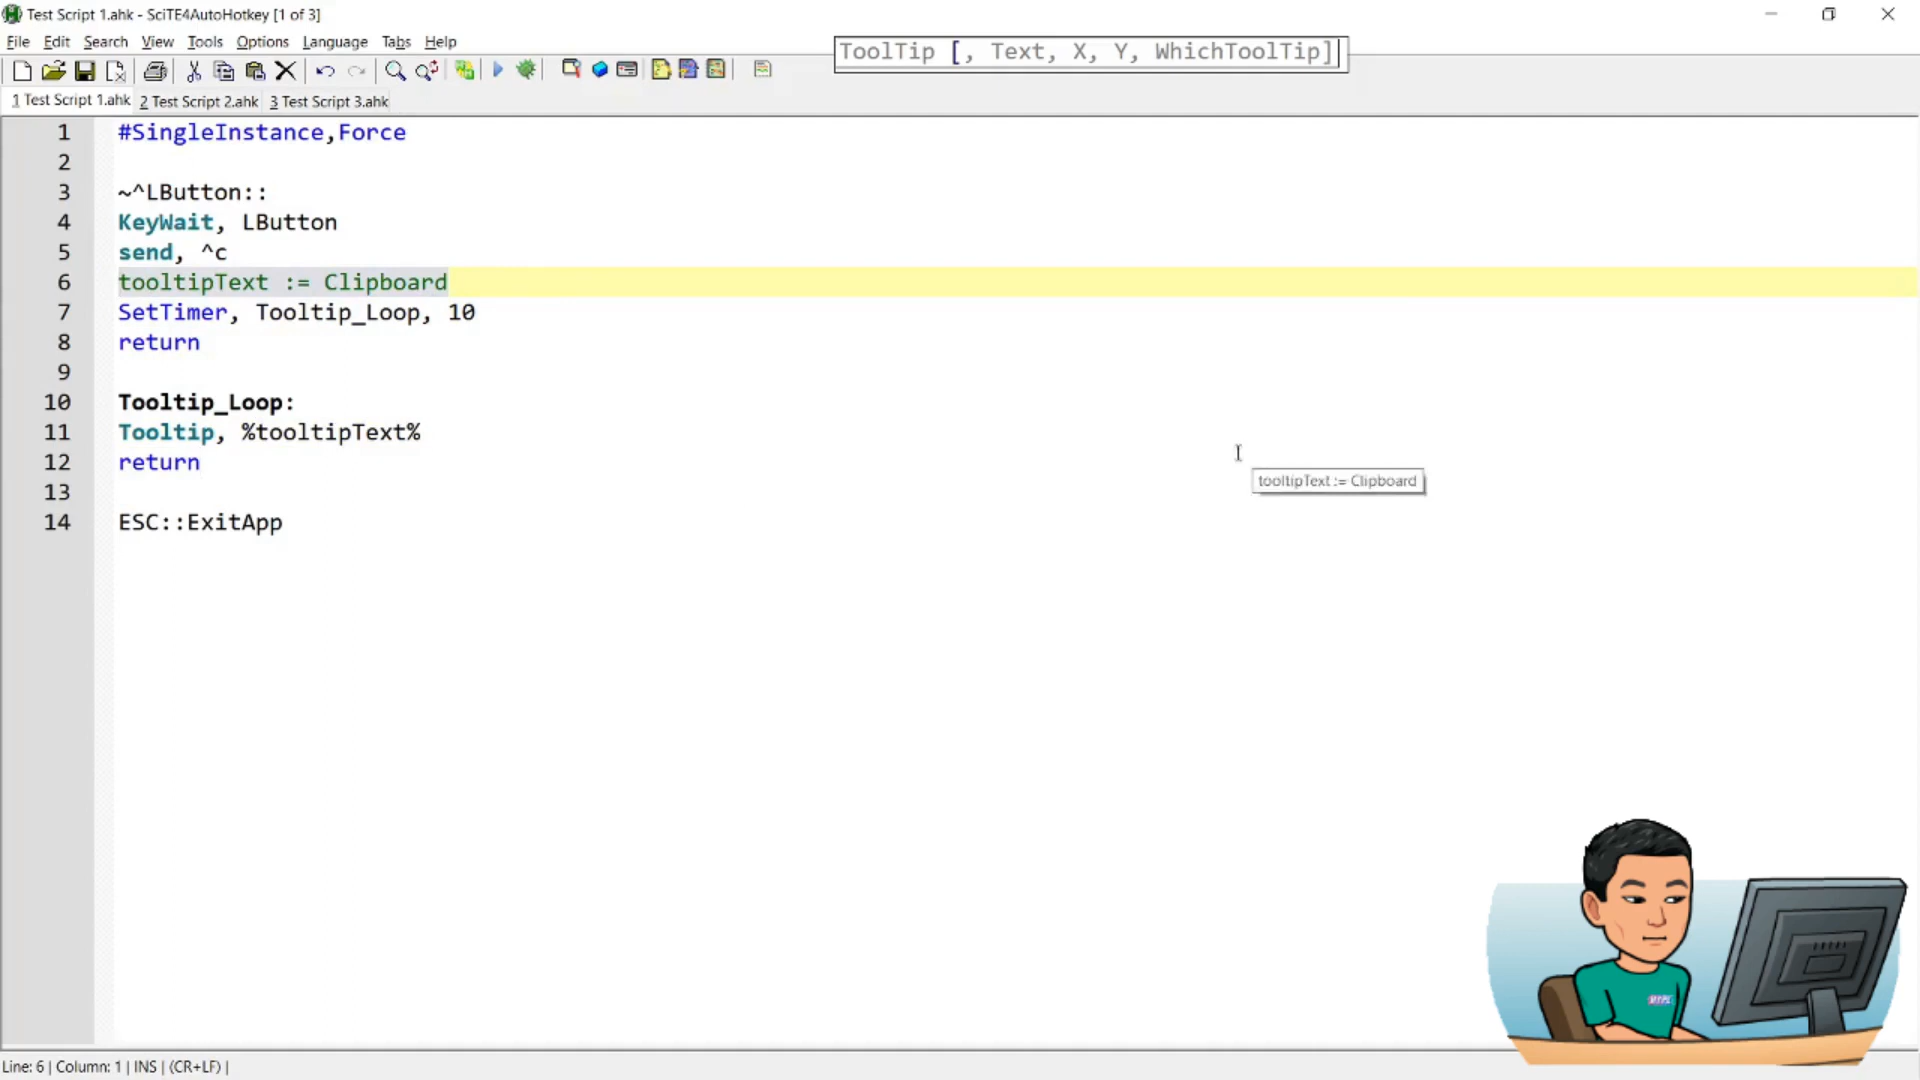 Test Script 1.ahk - SciTE4AutoHotkey [1 of 3]
File Edit Search View Tools Options Language Tabs Help
ToolTip [, Text, X, Y, WhichToolTip]
1 Test Script 1.ahk 2 Test Script 2.ahk 3 Test Script 3.ahk
1 #SingleInstance,Force
2
3 ~^LButton::
4 KeyWait, LButton
5 send, ^c
6 tooltipText := Clipboard
7 SetTimer, Tooltip_Loop, 10
8 return
9
10 Tooltip_Loop:
11 Tooltip, %tooltipText%
12 return
13
14 ESC::ExitApp
tooltipText := Clipboard
Line: 6 | Column: 1 | INS | (CR+LF) |